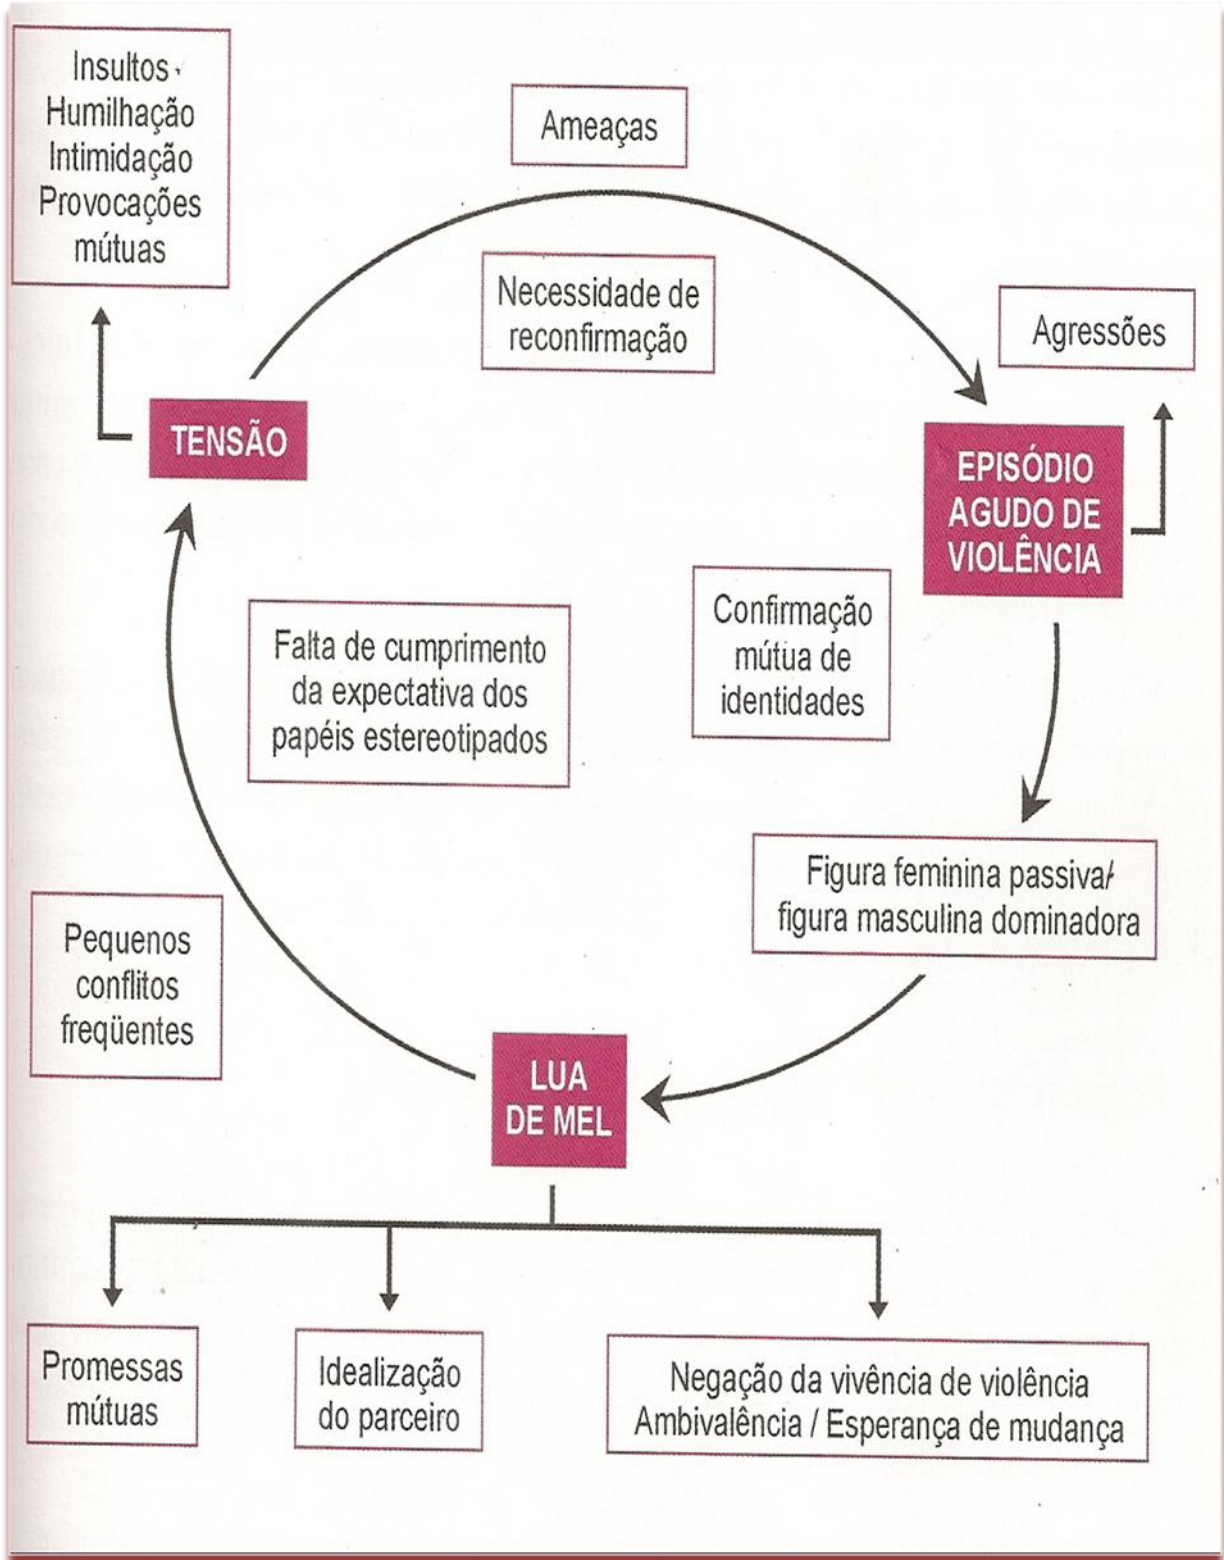 Insultos
Humilhação
Intimidação
Provocações
mútuas
Ameaças
Necessidade de
reconfirmação
Agressões
TENSÃO
EPISÓDIO
AGUDO DE
VIOLÊNCIA
Confirmação
mútua de
identidades
Falta de cumprimento
da expectativa dos
papéis estereotipados
Figura feminina passiva/
figura masculina dominadora
Pequenos
conflitos
freqüentes
LUA
DE MEL
Promessas
mútuas
Idealização
do parceiro
Negação da vivência de violência
Ambivalência / Esperança de mudança